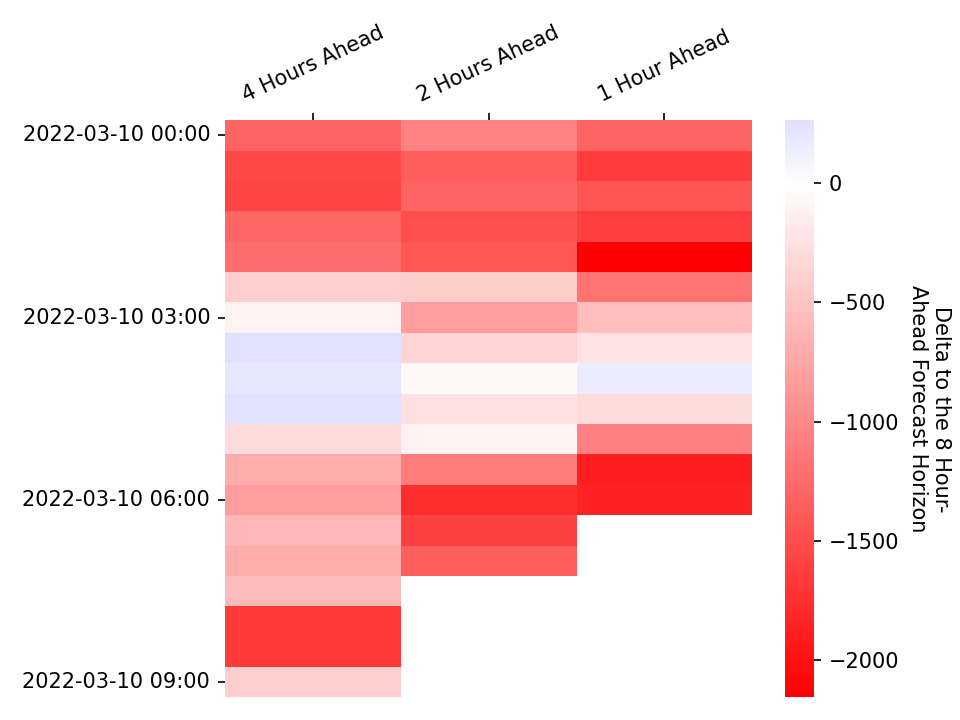 4 Hours Ahead
2 Hours Ahead
1 Hour Ahead
2022-03-10 00:00
2022-03-10 03:00
2022-03-10 06:00
2022-03-10 09:00
0
−500
−1000
−1500
−2000
Delta to the 8 Hour-
Ahead Forecast Horizon